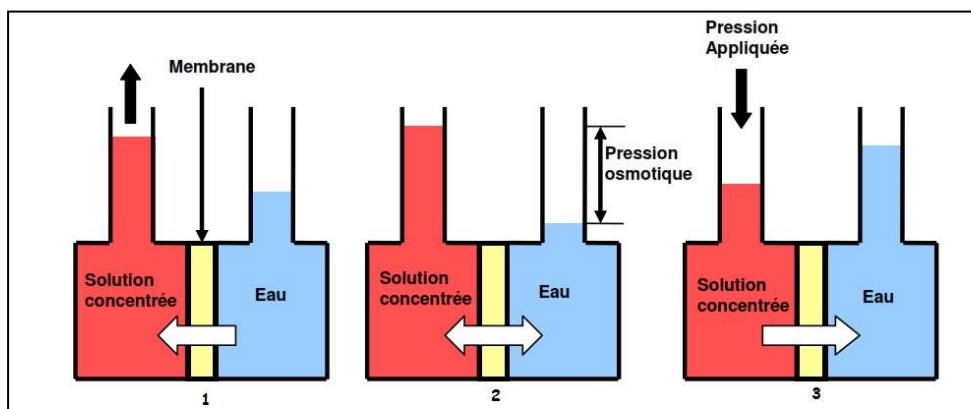 Membrane
Solution
concentrée
Eau
1
Pression
osmotique
Solution
concentrée
Eau
2
Pression
Appliquée
Solution
concentrée
Eau
3